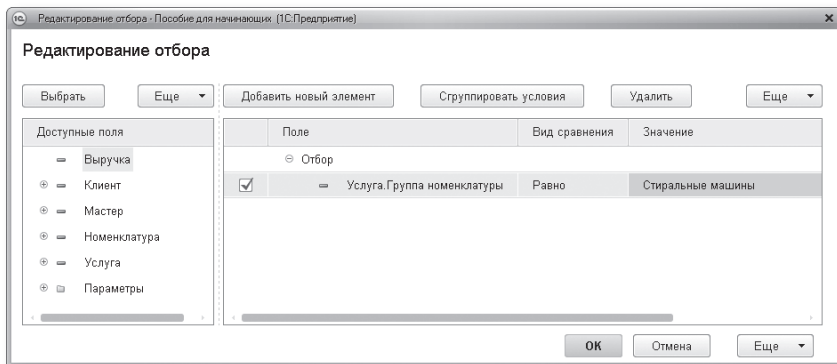 1С Редактирование отбора - Пособие для начинающих (1С:Предприятие) x
Редактирование отбора
Выбрать Еще Добавить новый элемент Сгруппировать условия Удалить Еще
Доступные поля Поле Вид сравнения Значение
Выручка Отбор
Клиент Услуга.Группа номенклатуры Равно Стиральные машины
Мастер
Номенклатура
Услуга
Параметры
ОК Отмена Еще